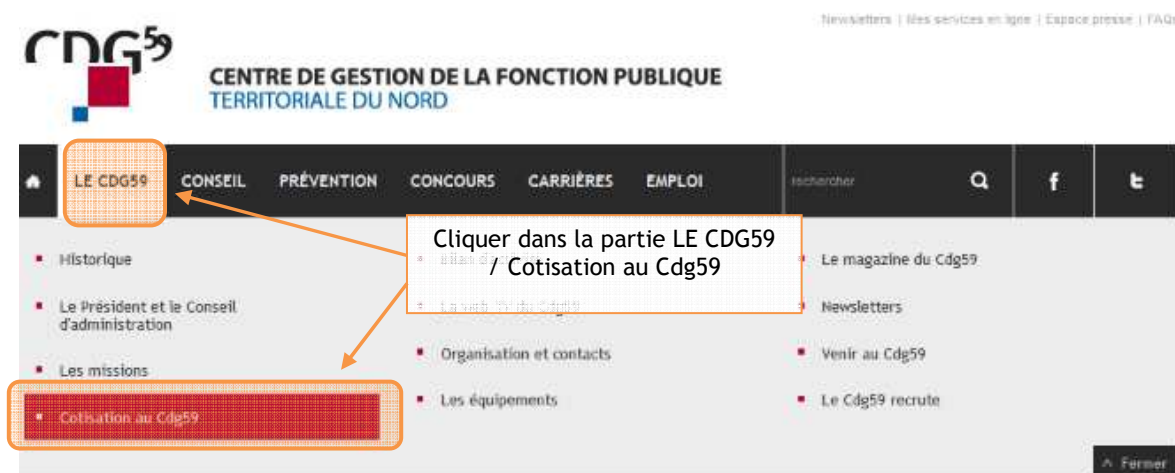 Newsletters | Mes services en ligne | Espace presse | FAQs
CDG59
CENTRE DE GESTION DE LA FONCTION PUBLIQUE
TERRITORIALE DU NORD
LE CDG59 CONSEIL PRÉVENTION CONCOURS CARRIÈRES EMPLOI rechercher
Cliquer dans la partie LE CDG59
/ Cotisation au Cdg59
Historique
Le Président et le Conseil
d'administration
Les missions
Cotisation au Cdg59
Organisation et contacts
Les équipements
Le magazine du Cdg59
Newsletters
Venir au Cdg59
Le Cdg59 recrute
^ Fermer